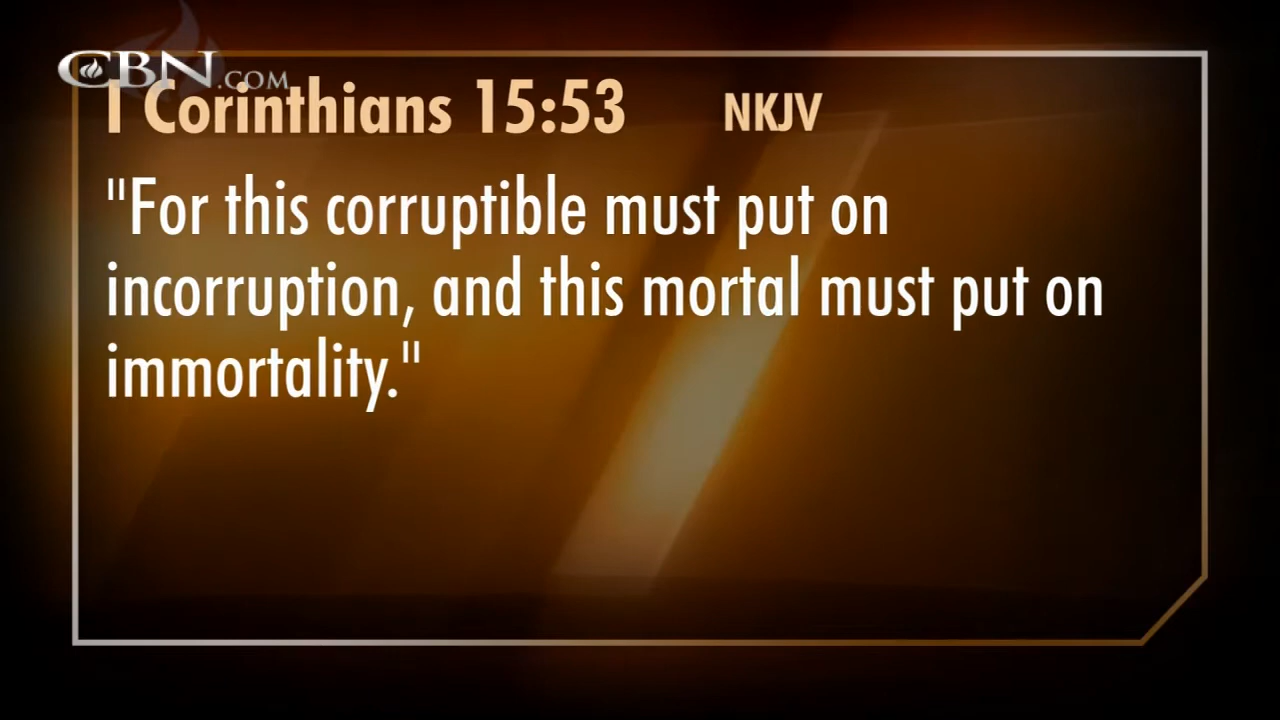 CBN.COM
I Corinthians 15:53 NKJV
"For this corruptible must put on
incorruption, and this mortal must put on
immortality."